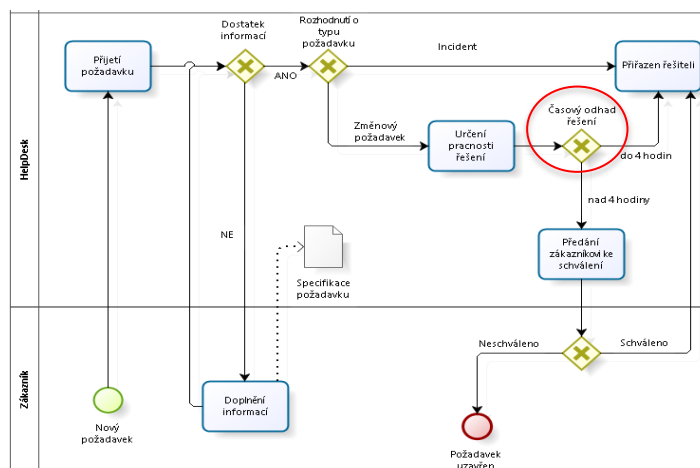 HelpDesk
Přijetí
požadavku
Dostatek
informací
ANO
Rozhodnutí o
typu
požadavku
Incident
Přiřazen řešiteli
Změnový
požadavek
Určení
pracnosti
řešení
Časový odhad
řešení
do 4 hodin
nad 4 hodiny
NE
Specifikace
požadavku
Předání
zákazníkovi ke
schválení
Zákazník
Nový
požadavek
Doplnění
informací
Neschváleno
Schváleno
Požadavek
uzavřen